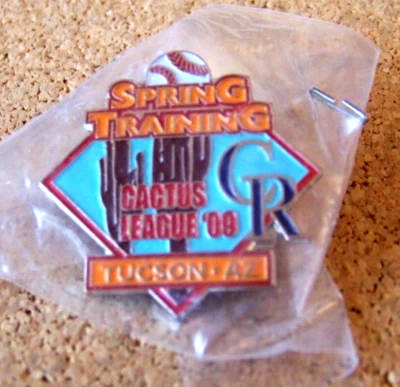 SPRING
TRAINING
CR
CACTUS
LEAGUE '09
TUCSON • AZ